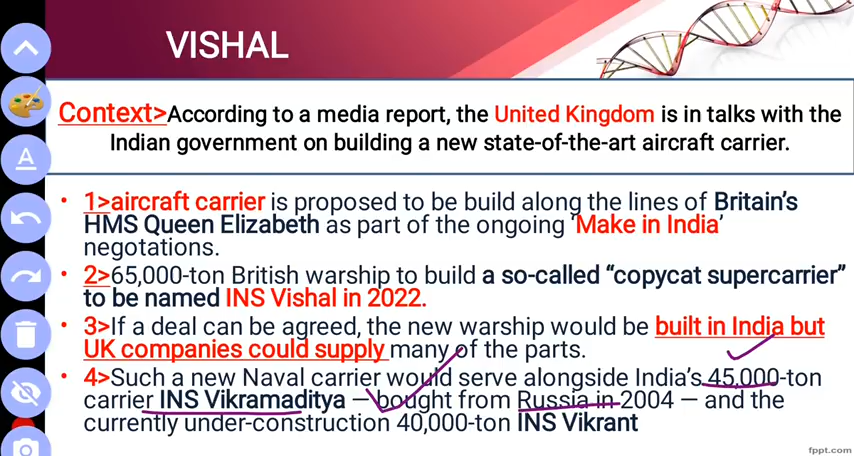 VISHAL
Context>According to a media report, the United Kingdom is in talks with the
Indian government on building a new state-of-the-art aircraft carrier.
• 1>aircraft carrier is proposed to be build along the lines of Britain's
HMS Queen Elizabeth as part of the ongoing 'Make in India'
negotations.
• 2>65,000-ton British warship to build a so-called "copycat supercarrier"
to be named INS Vishal in 2022.
• 3>If a deal can be agreed, the new warship would be built in India but
UK companies could supply many of the parts.
• 4>Such a new Naval carrier would serve alongside India's 45,000-ton
carrier INS Vikramaditya — bought from Russia in 2004 — and the
currently under-construction 40,000-ton INS Vikrant
A
fppt.com